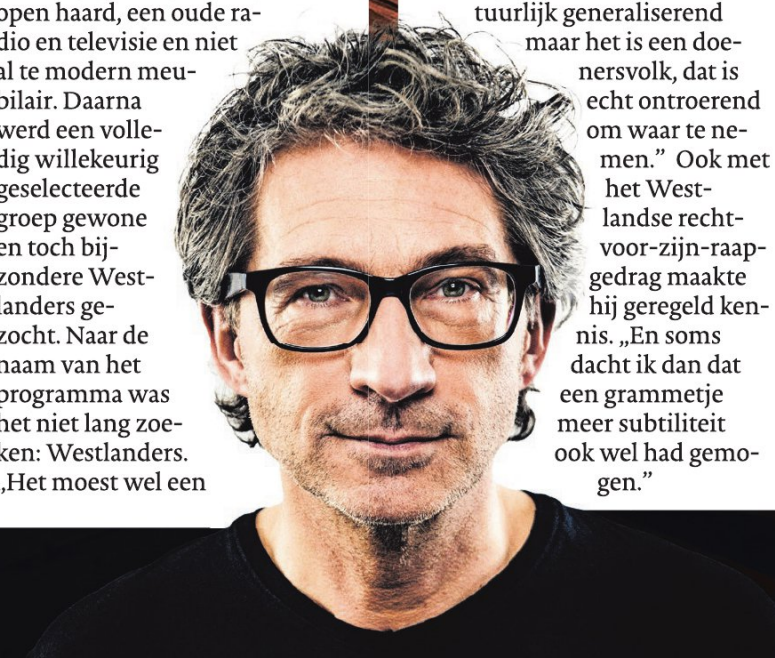 open haard, een oude ra-
dio en televisie en niet
al te modern meu-
bilair. Daarna
werd een volle-
dig willekeurig
geselecteerde
groep gewone
en toch bij-
zondere West-
landers ge-
zocht. Naar de
naam van het
programma was
het niet lang zoe-
ken: Westlanders.
„Het moest wel een
tuurlijk generaliserend
maar het is een doe-
nersvolk, dat is
echt ontroerend
om waar te ne-
men.” Ook met
het West-
landse recht-
voor-zijn-raap-
gedrag maakte
hij geregeld ken-
nis. „En soms
dacht ik dan dat
een grammetje
meer subtiliteit
ook wel had gemo-
gen.”